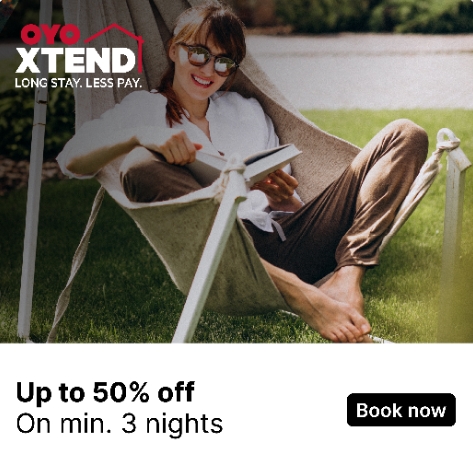 OYO
XTEND
LONG STAY. LESS PAY.
Up to 50% off
On min. 3 nights
Book now